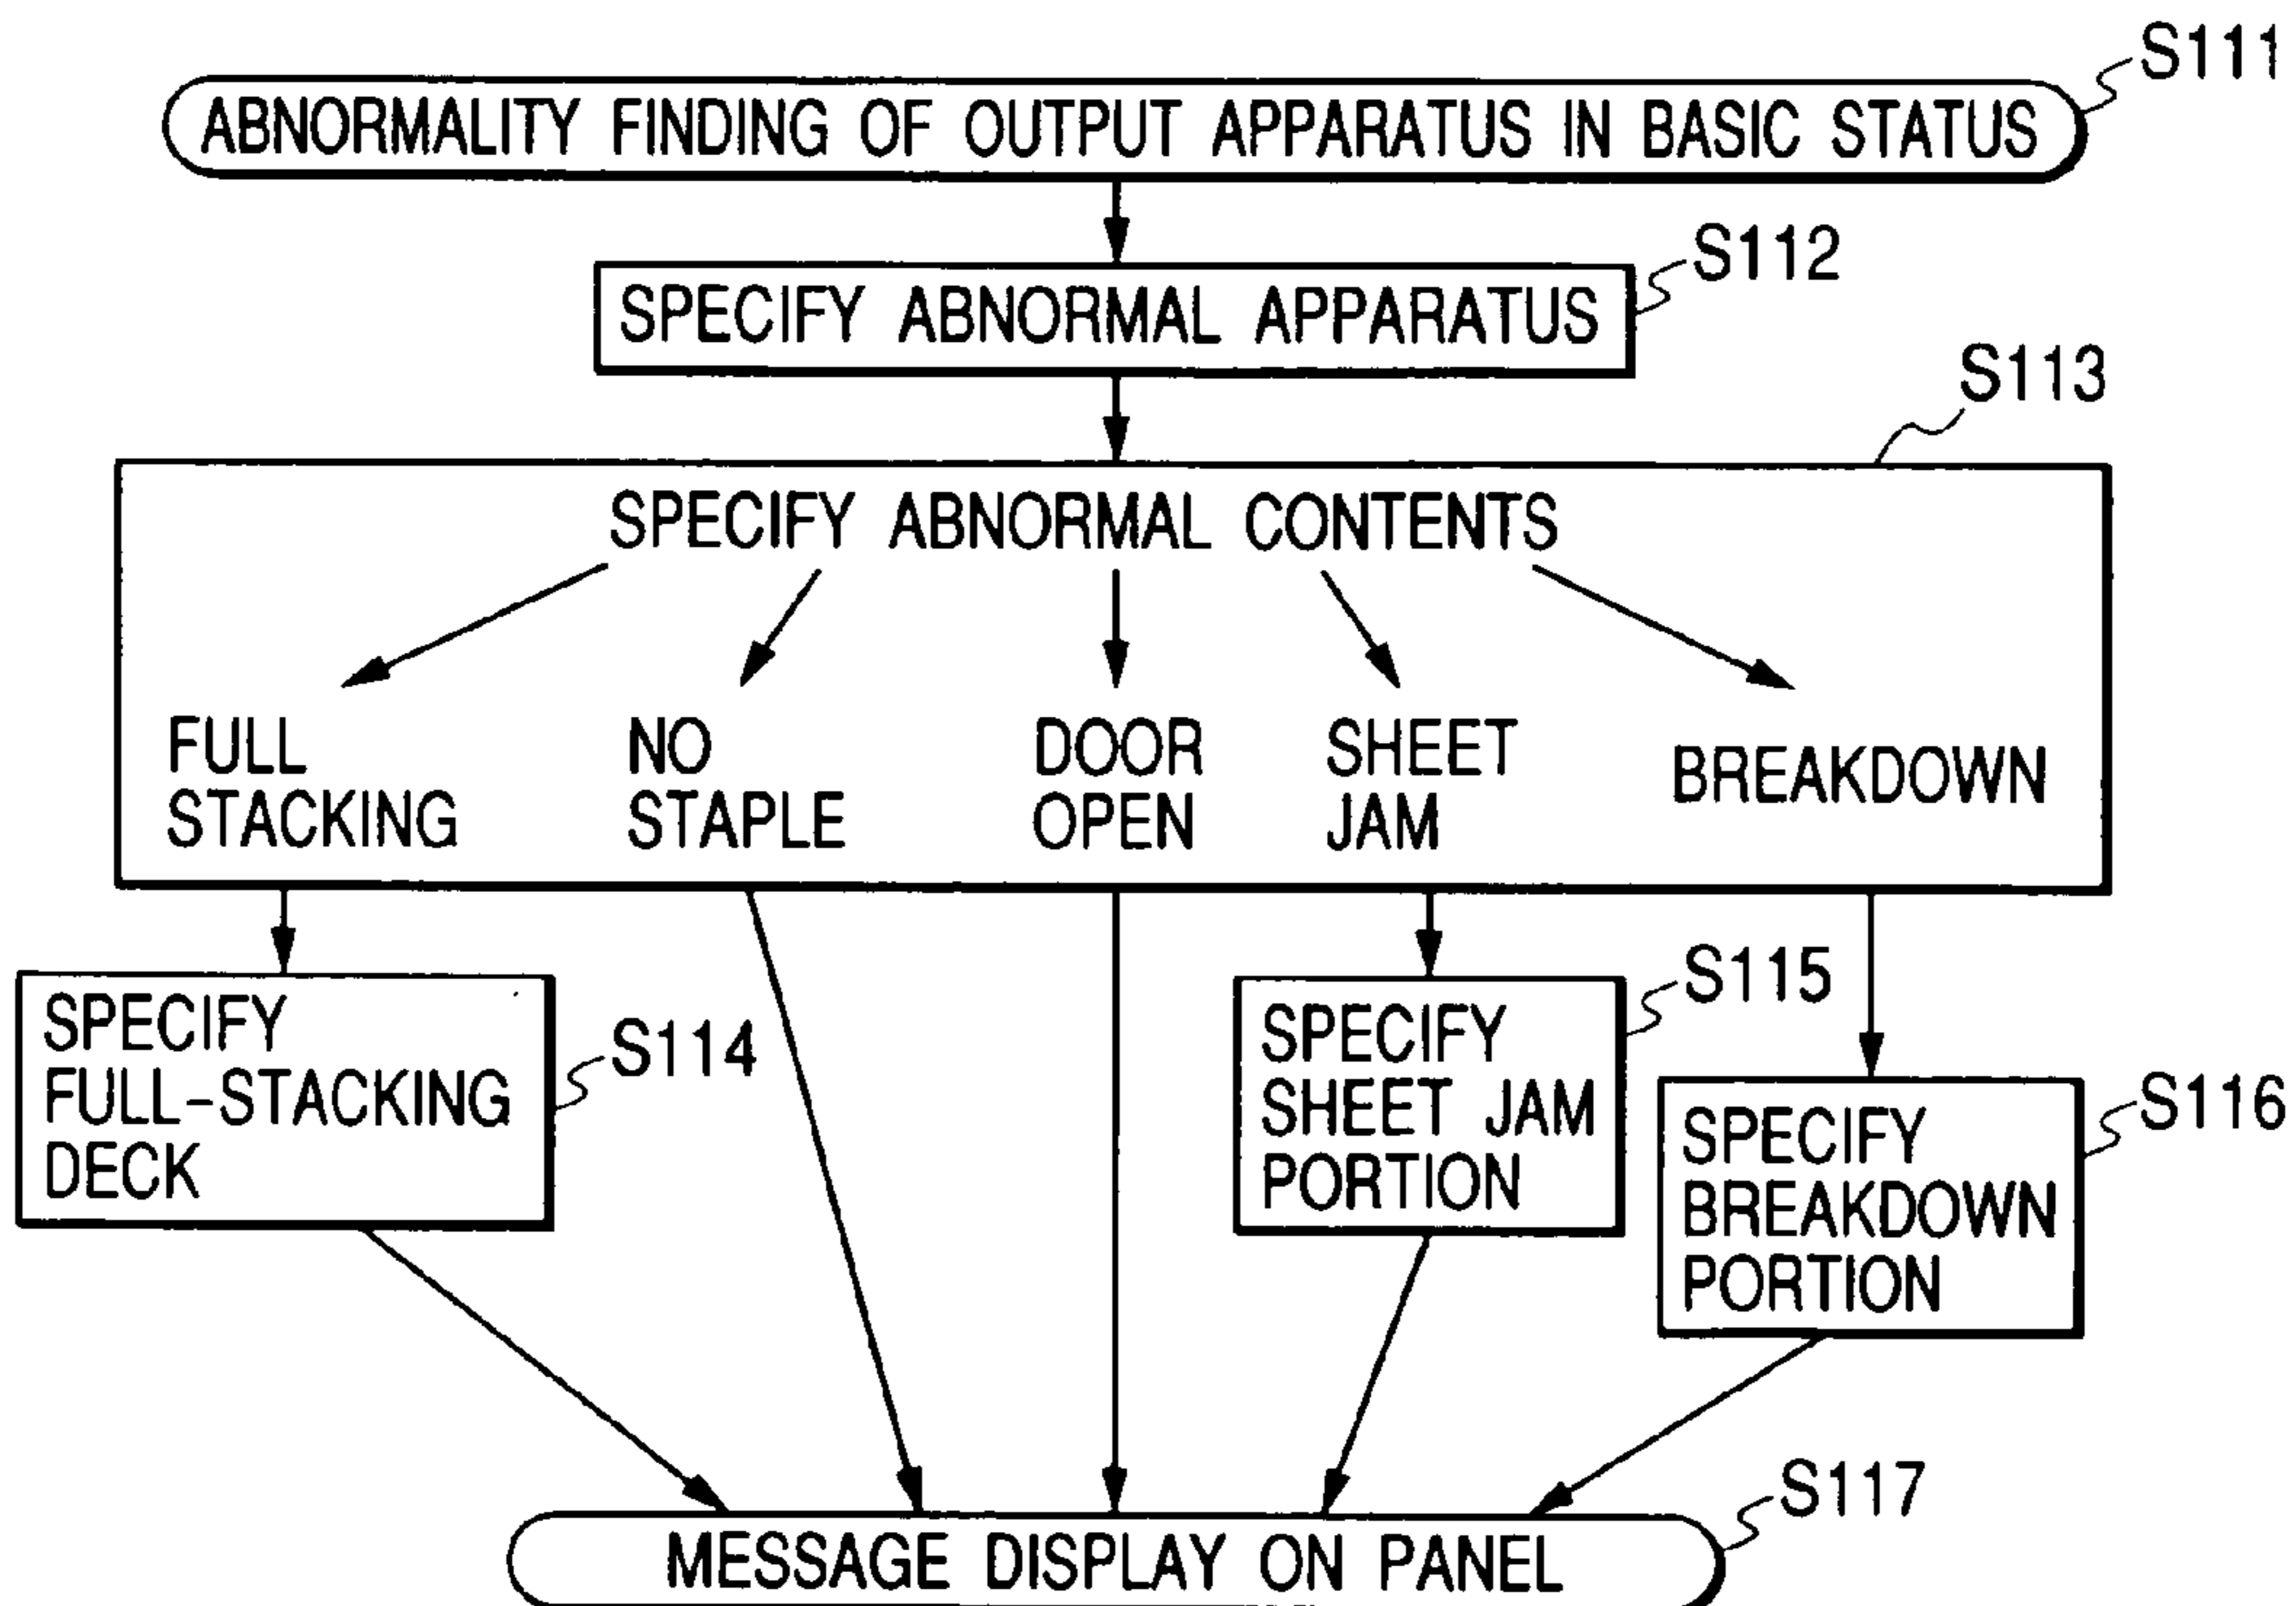 S111
ABNORMALITY FINDING OF OUTPUT APPARATUS IN BASIC STATUS
S112
SPECIFY ABNORMAL APPARATUS
S113
SPECIFY ABNORMAL CONTENTS
FULL
STACKING
NO
STAPLE
DOOR
OPEN
SHEET
JAM
BREAKDOWN
SPECIFY
FULL-STACKING
DECK
S114
SPECIFY
SHEET JAM
PORTION
S115
SPECIFY
BREAKDOWN
PORTION
S116
S117
MESSAGE DISPLAY ON PANEL